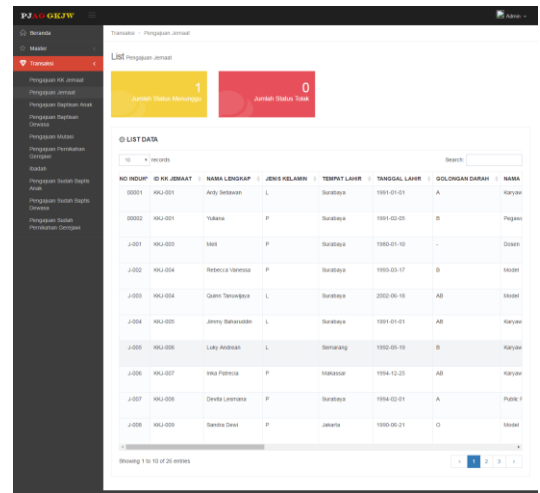 PJAG GKJW
Admin
Beranda
Master
Transaksi
Pengajuan KK Jemaat
Pengajuan Jemaat
Pengajuan Baptisan Anak
Pengajuan Baptisan
Dewasa
Pengajuan Mutasi
Pengajuan Pernikahan
Gerejawi
Ibadah
Pengajuan Sudah Baptis
Anak
Pengajuan Sudah Baptis
Dewasa
Pengajuan Sudah
Pernikahan Gerejawi
Transaksi > Pengajuan Jemaat
List Pengajuan Jemaat
1
Jumlah Status Menunggu
0
Jumlah Status Tolak
LIST DATA
10 records
Search:
NO INDUK ID KK JEMAAT NAMA LENGKAP JENIS KELAMIN TEMPAT LAHIR TANGGAL LAHIR GOLONGAN DARAH NAMA
00001 KKJ-001 Ardy Setiawan L Surabaya 1991-01-01 A Karyaw
00002 KKJ-001 Yuliana P Surabaya 1991-02-05 B Pegawa
J-001 KKJ-003 Meli P Surabaya 1980-01-10 - Dosen
J-002 KKJ-004 Rebecca Vanessa P Surabaya 1993-03-17 B Model
J-003 KKJ-004 Quinn Tanuwijaya L Surabaya 2002-06-18 AB Model
J-004 KKJ-005 Jimmy Baharuddin L Surabaya 1991-01-01 AB Karyaw
J-005 KKJ-006 Luky Andrean L Semarang 1992-05-19 B Karyaw
J-006 KKJ-007 Inka Patrecia P Makassar 1994-12-25 AB Karyaw
J-007 KKJ-008 Devita Lesmana P Surabaya 1994-02-01 A Public
J-008 KKJ-009 Sandra Dewi P Jakarta 1990-06-21 O Model
Showing 1 to 10 of 26 entries
1 2 3